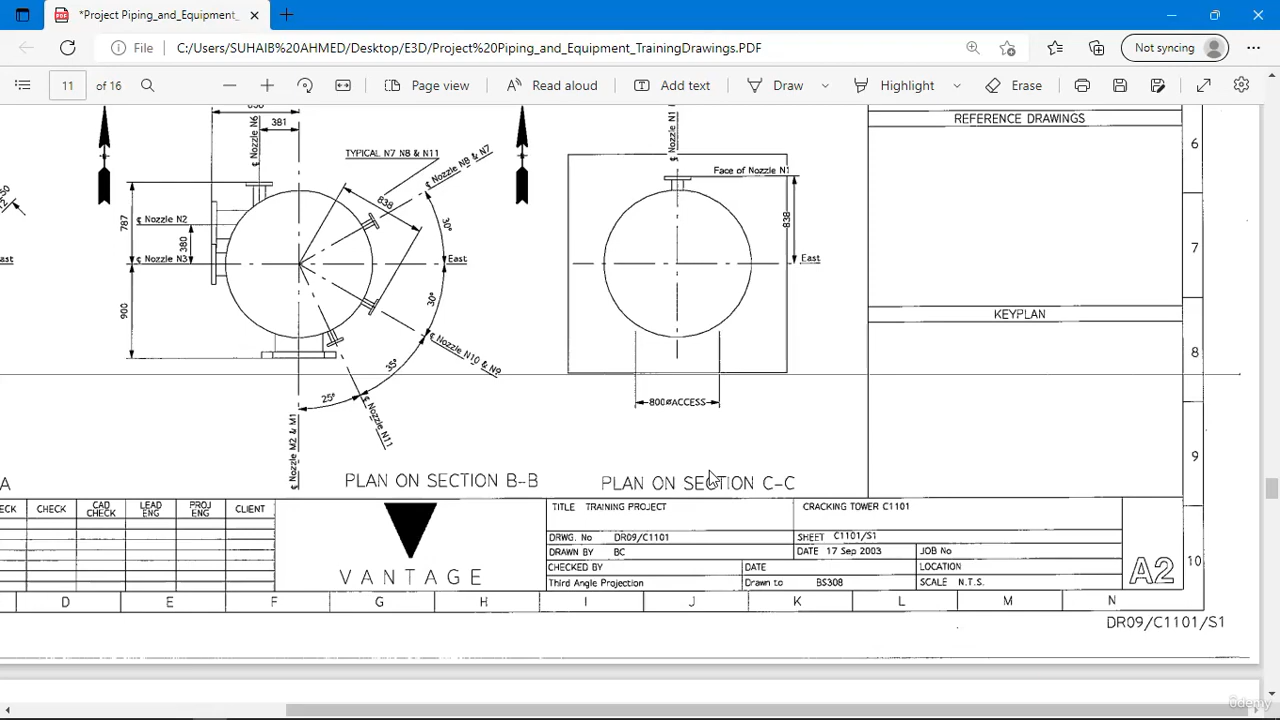 *Project Piping_and_Equipment_
File
C:/Users/SUHAIB%20AHMED/Desktop/E3D/Project%20Piping_and_Equipment_TrainingDrawings.PDF
Not syncing
11 of 16
Page view
Read aloud
Add text
Draw
Highlight
Erase
REFERENCE DRAWINGS
6
381
℄ Nozzle N6
TYPICAL N7 N8 & N11
℄ Nozzle N8 & N7
838
30°
℄ Nozzle N2
787
380
℄ Nozzle N3
East
900
30°
℄ Nozzle N10 & N9
35°
25°
℄ Nozzle N11
℄ Nozzle M2 & M1
℄ Nozzle N1
Face of Nozzle N1
838
East
800ØACCESS
7
KEYPLAN
8
9
PLAN ON SECTION B-B
PLAN ON SECTION C-C
A
CHECK
CAD CHECK
LEAD ENG
PROJ ENG
CLIENT
VANTAGE
TITLE TRAINING PROJECT
CRACKING TOWER C1101
DRWG. No DR09/C1101
SHEET C1101/S1
DRAWN BY BC
DATE 17 Sep 2003
JOB No
CHECKED BY
DATE
LOCATION
Third Angle Projection
Drawn to BS308
SCALE N.T.S.
A2
10
D E F G H I J K L M N
DR09/C1101/S1
udemy